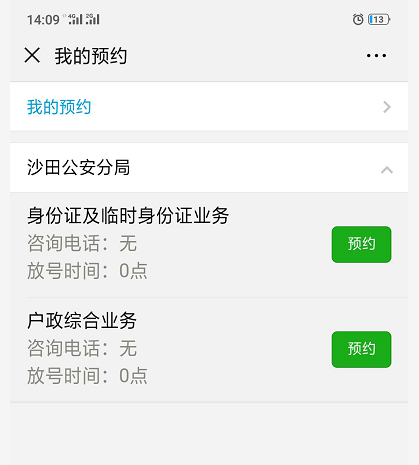 14:09 4G 2G 13
我的预约
我的预约
沙田公安分局
身份证及临时身份证业务
咨询电话：无
放号时间：0点
预约
户政综合业务
咨询电话：无
放号时间：0点
预约